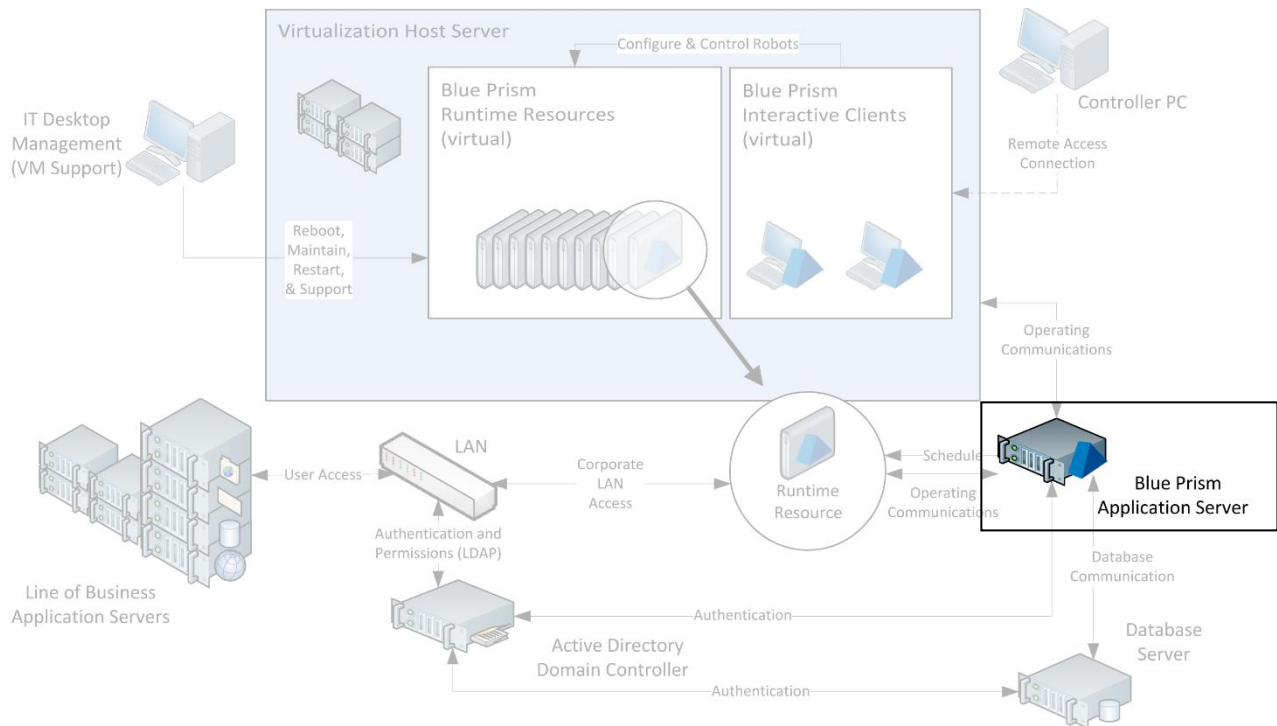 Virtualization Host Server
Configure & Control Robots
Blue Prism
Runtime Resources
(virtual)
Blue Prism
Interactive Clients
(virtual)
Controller PC
Remote Access
Connection
IT Desktop
Management
(VM Support)
Reboot,
Maintain,
Restart,
& Support
Operating
Communications
LAN
User Access
Corporate
LAN
Access
Runtime
Resource
Schedule
Operating
Communications
Blue Prism
Application Server
Authentication and
Permissions (LDAP)
Database
Communication
Line of Business
Application Servers
Authentication
Active Directory
Domain Controller
Database
Server
Authentication